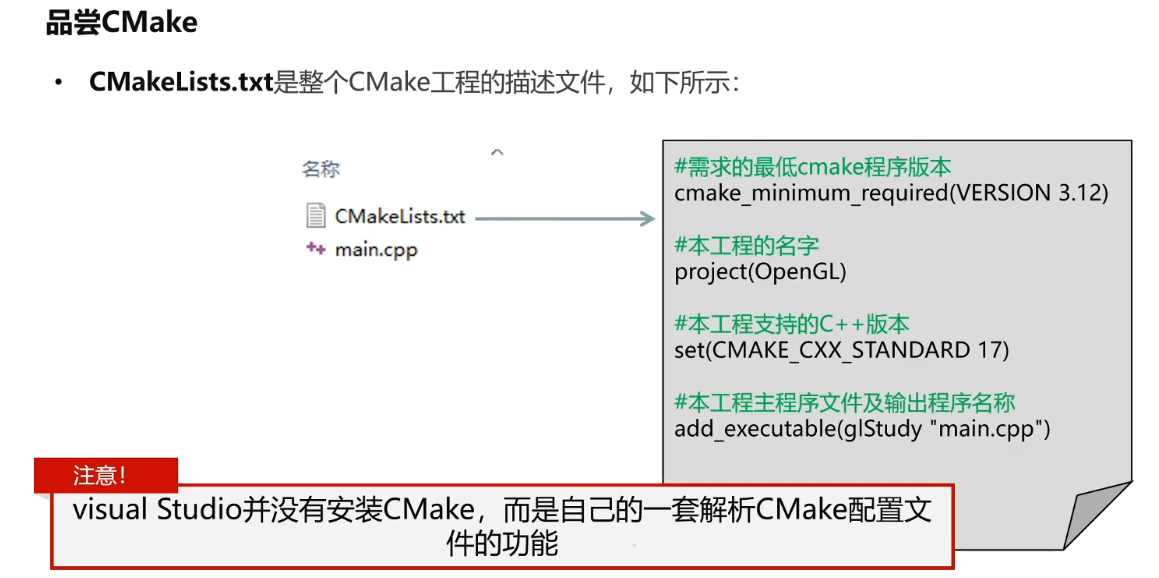 品尝CMake
• CMakeLists.txt是整个CMake工程的描述文件，如下所示：
名称
CMakeLists.txt
main.cpp
#需求的最低cmake程序版本
cmake_minimum_required(VERSION 3.12)
#本工程的名字
project(OpenGL)
#本工程支持的C++版本
set(CMAKE_CXX_STANDARD 17)
#本工程主程序文件及输出程序名称
add_executable(glStudy "main.cpp")
注意！
visual Studio并没有安装CMake，而是自己的一套解析CMake配置文
件的功能